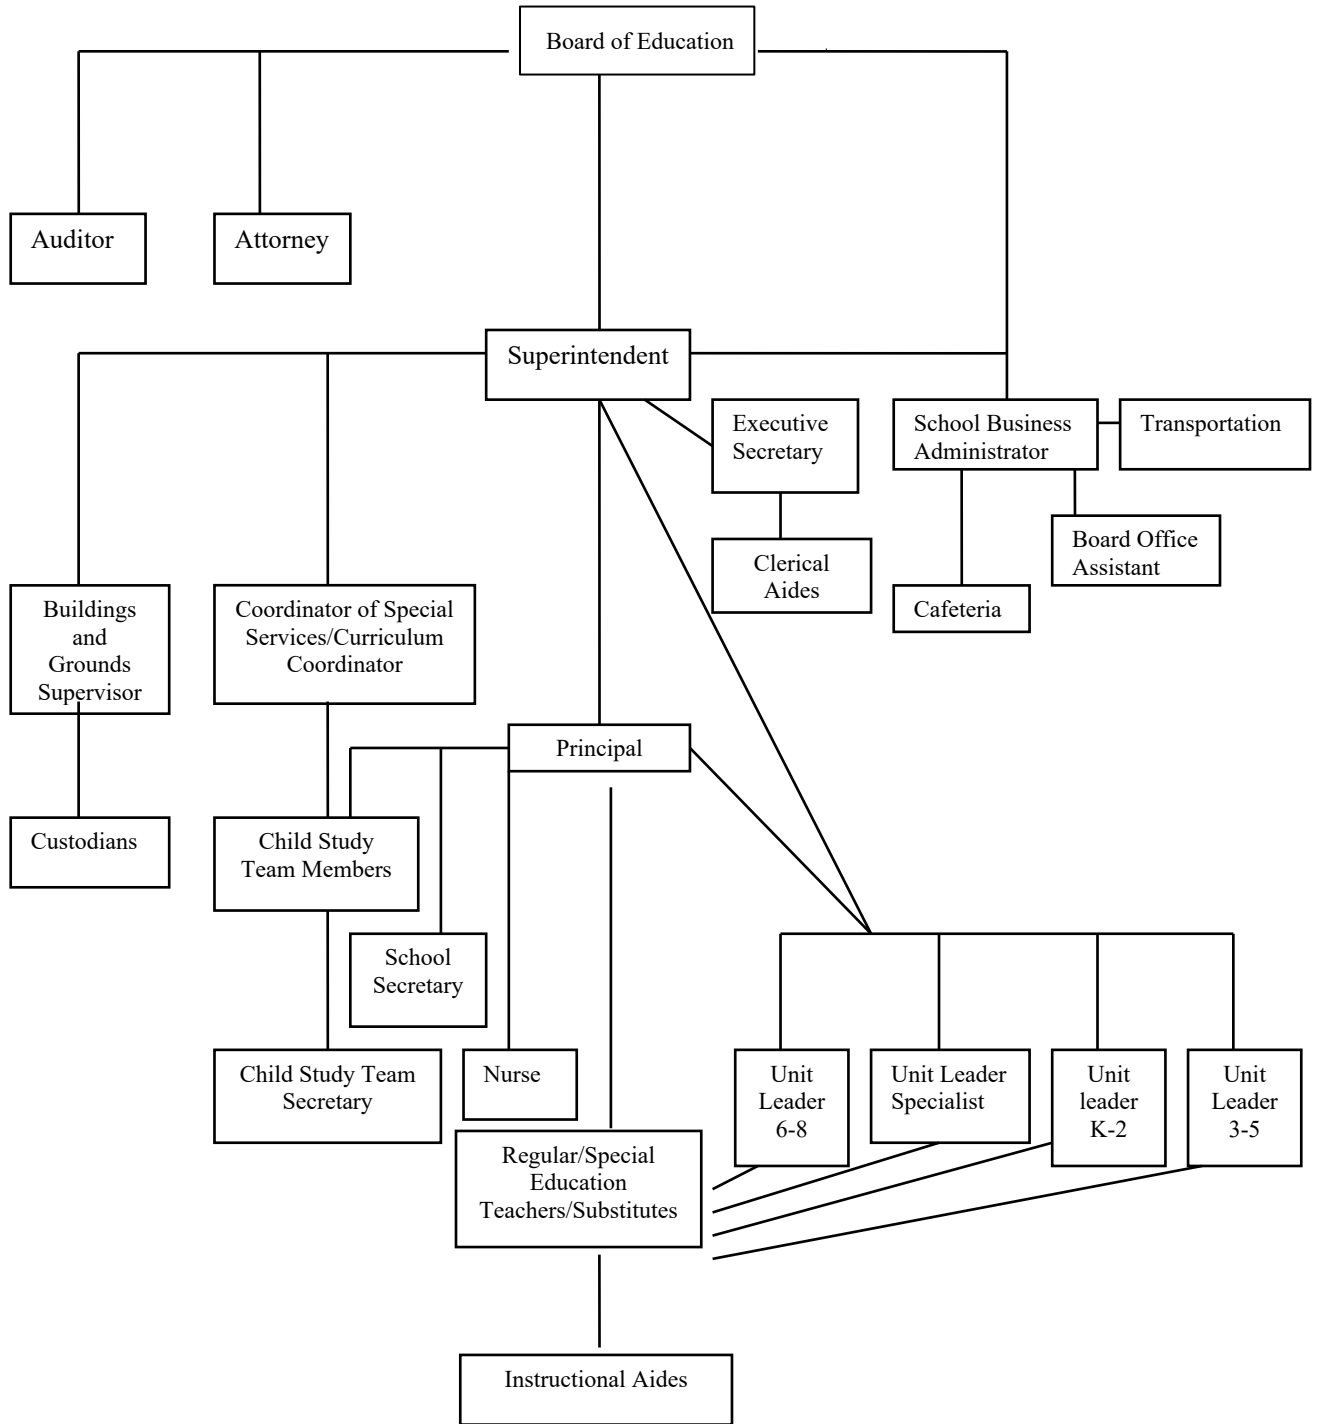 Board of Education
Auditor
Attorney
Superintendent
Executive
Secretary
School Business
Administrator
Transportation
Clerical
Aides
Board Office
Assistant
Cafeteria
Buildings
and
Grounds
Supervisor
Coordinator of Special
Services/Curriculum
Coordinator
Principal
Custodians
Child Study
Team Members
School
Secretary
Child Study Team
Secretary
Nurse
Unit
Leader
6-8
Unit Leader
Specialist
Unit
leader
K-2
Unit
Leader
3-5
Regular/Special
Education
Teachers/Substitutes
Instructional Aides